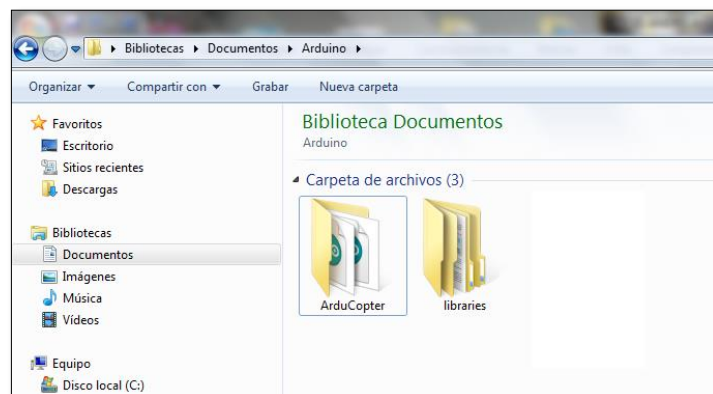 Bibliotecas Documentos Arduino
Organizar Compartir con Grabar Nueva carpeta
Favoritos
Escritorio
Sitios recientes
Descargas
Bibliotecas
Documentos
Imágenes
Música
Vídeos
Equipo
Disco local (C:)
Biblioteca Documentos
Arduino
Carpeta de archivos (3)
ArduCopter
libraries